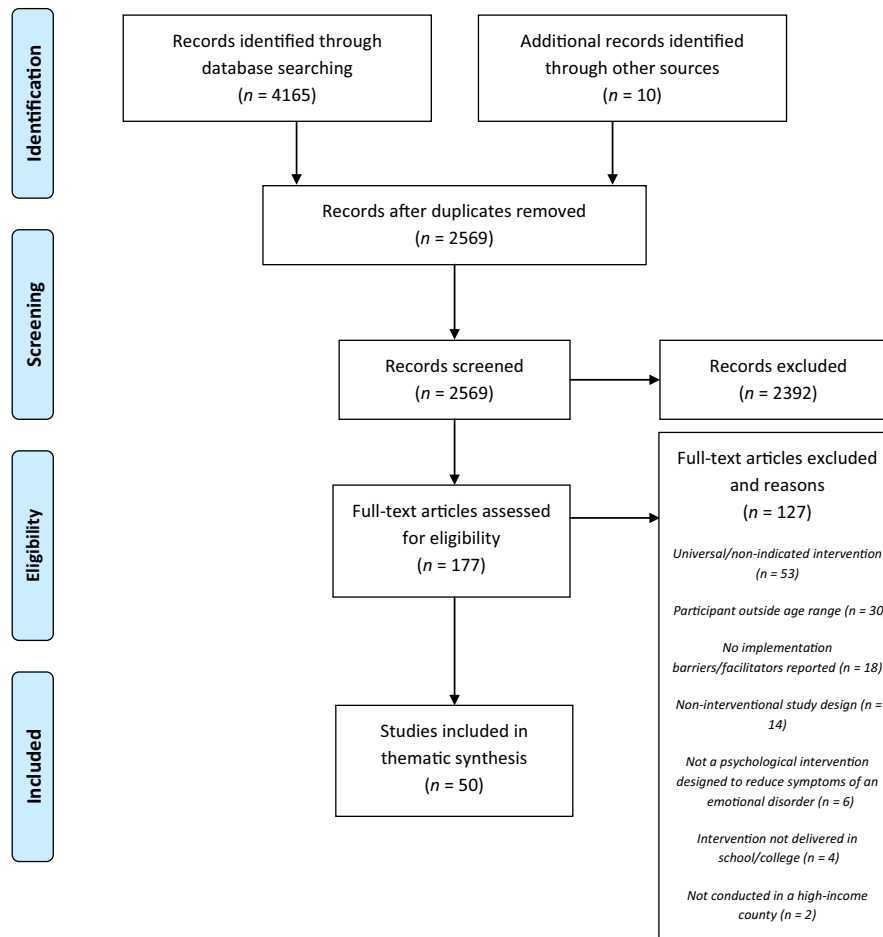 Identification
Records identified through
database searching
(n = 4165)
Additional records identified
through other sources
(n = 10)
Records after duplicates removed
(n = 2569)
Screening
Records screened
(n = 2569)
Records excluded
(n = 2392)
Eligibility
Full-text articles assessed
for eligibility
(n = 177)
Full-text articles excluded
and reasons
(n = 127)
Universal/non-indicated intervention
(n = 53)
Participant outside age range (n = 30
No implementation
barriers/facilitators reported (n = 18)
Non-interventional study design (n =
14)
Not a psychological intervention
designed to reduce symptoms of an
emotional disorder (n = 6)
Intervention not delivered in
school/college (n = 4)
Not conducted in a high-income
county (n = 2)
Included
Studies included in
thematic synthesis
(n = 50)